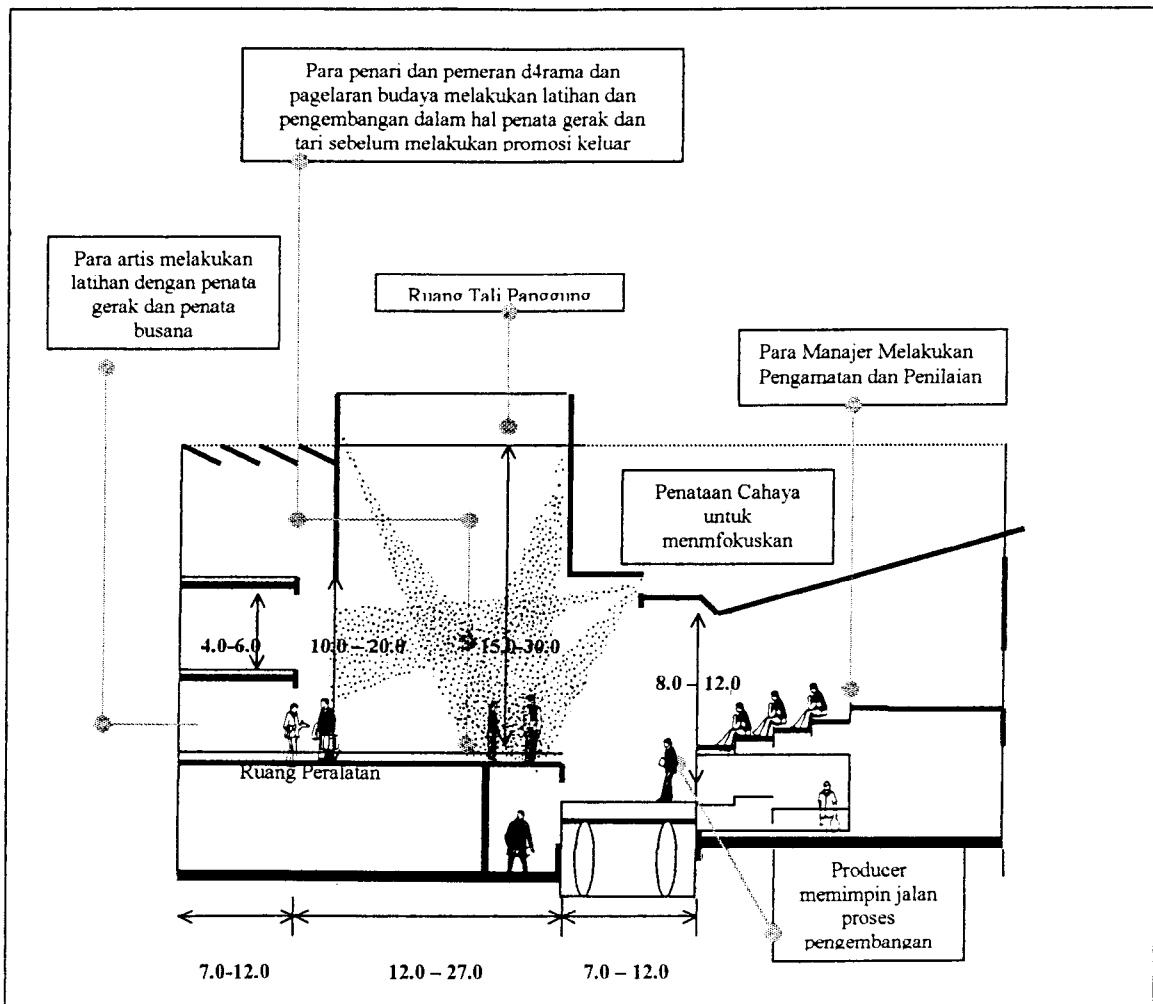 Para penari dan pemeran d4rama dan
pagelaran budaya melakukan latihan dan
pengembangan dalam hal penata gerak dan
tari sebelum melakukan promosi keluar
Para artis melakukan
latihan dengan penata
gerak dan penata
busana
Ruang Tali Panggung
Para Manajer Melakukan
Pengamatan dan Penilaian
Penataan Cahaya
untuk
menmfokuskan
4.0-6.0
10.0 – 20.0
15.0-30.0
8.0 – 12.0
Ruang Peralatan
Producer
memimpin jalan
proses
pengembangan
7.0-12.0
12.0 – 27.0
7.0 – 12.0